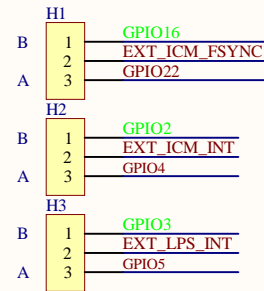 H1
B 1 GPIO16
2 EXT_ICM_FSYNC
A 3 GPIO22
H2
B 1 GPIO2
2 EXT_ICM_INT
A 3 GPIO4
H3
B 1 GPIO3
2 EXT_LPS_INT
A 3 GPIO5